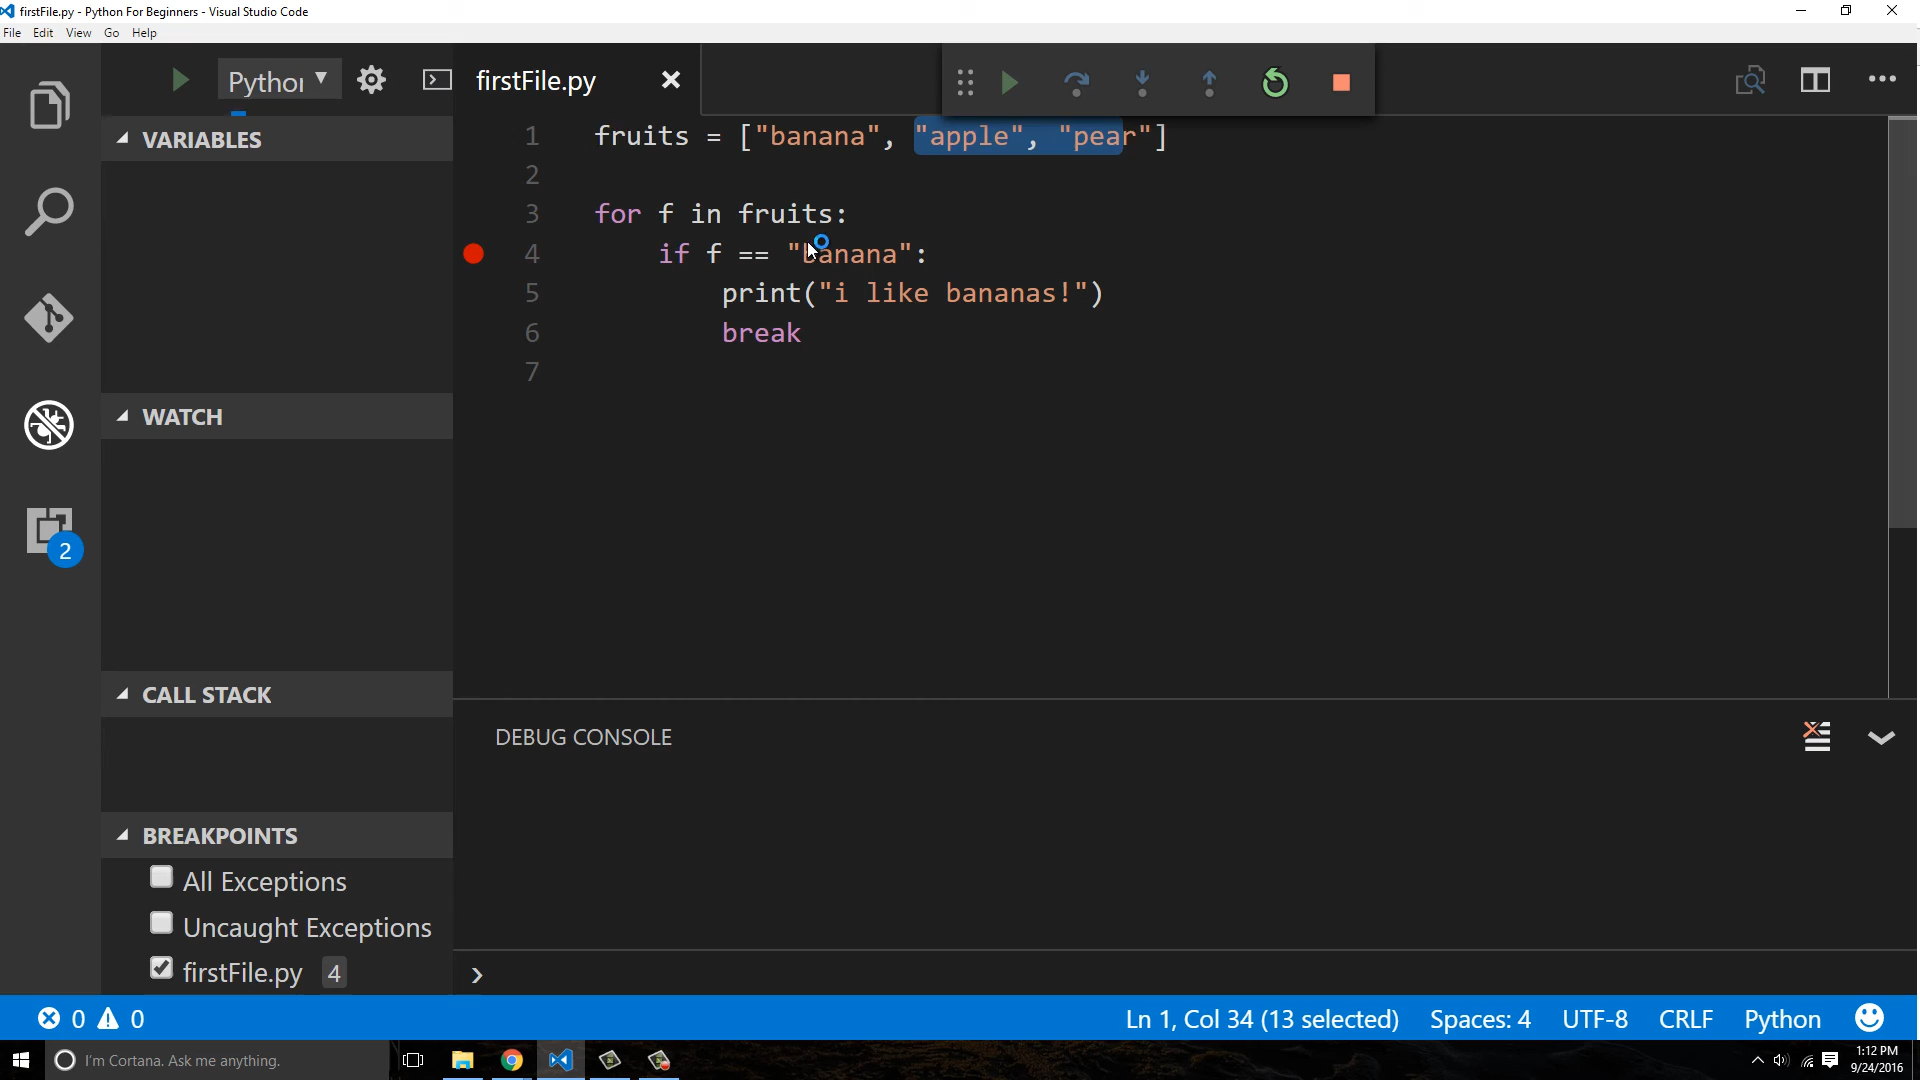 firstFile.py - Python For Beginners - Visual Studio Code
File Edit View Go Help
Pythor
firstFile.py
VARIABLES
WATCH
CALL STACK
BREAKPOINTS
All Exceptions
Uncaught Exceptions
firstFile.py 4
2
1 fruits = ["banana", "apple", "pear"]
2
3 for f in fruits:
4 if f == "banana":
5 print("i like bananas!")
6 break
7
DEBUG CONSOLE
0 0
Ln 1, Col 34 (13 selected) Spaces: 4 UTF-8 CRLF Python
I'm Cortana. Ask me anything.
1:12 PM
9/24/2016